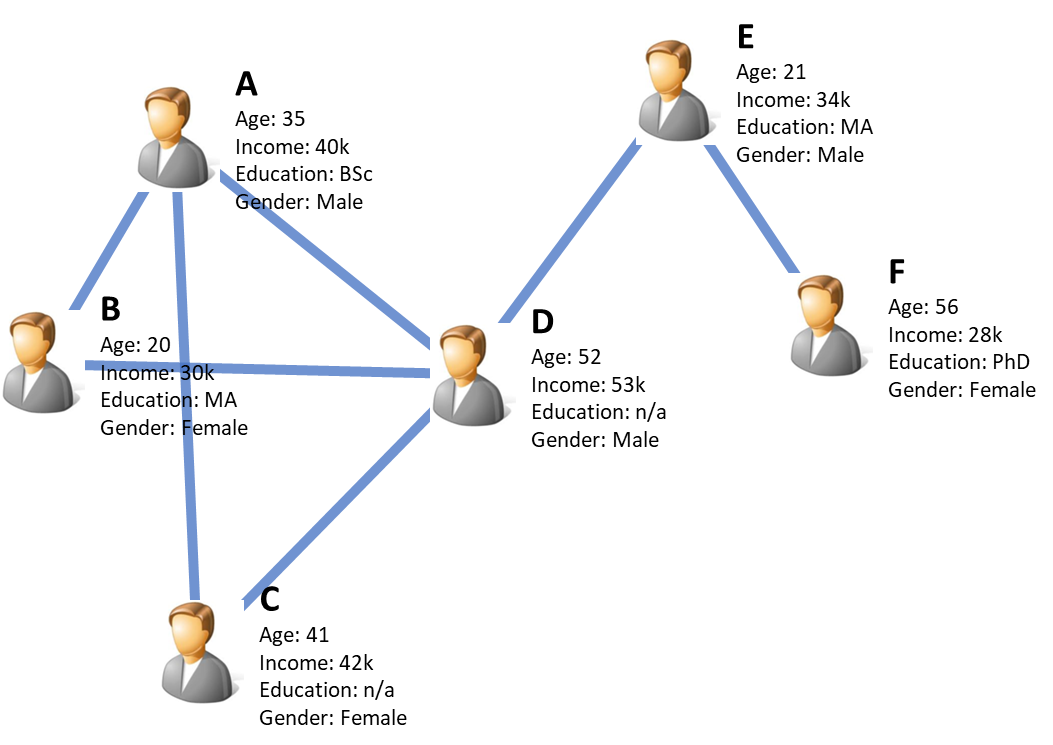 A
Age: 35
Income: 40k
Education: BSc
Gender: Male
E
Age: 21
Income: 34k
Education: MA
Gender: Male
B
Age: 20
Income: 30k
Education: MA
Gender: Female
D
Age: 52
Income: 53k
Education: n/a
Gender: Male
F
Age: 56
Income: 28k
Education: PhD
Gender: Female
C
Age: 41
Income: 42k
Education: n/a
Gender: Female